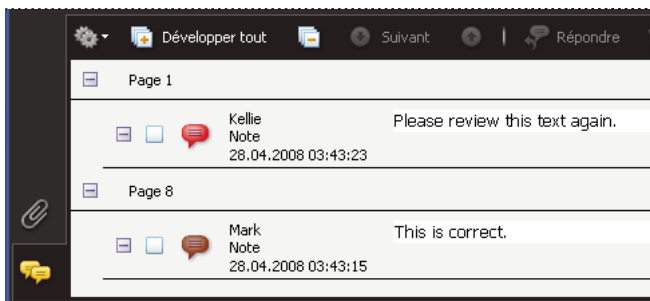 Développer tout Suivant Répondre
Page 1
Kellie Please review this text again.
Note
28.04.2008 03:43:23
Page 8
Mark This is correct.
Note
28.04.2008 03:43:15